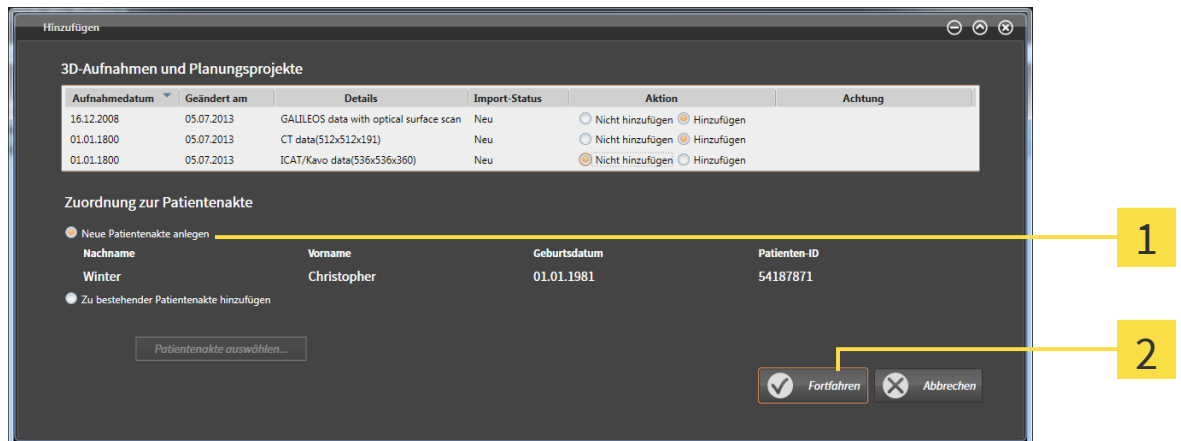 Hinzufügen
3D-Aufnahmen und Planungsprojekte
Aufnahmedatum Geändert am Details Import-Status Aktion Achtung
16.12.2008 05.07.2013 GALILEOS data with optical surface scan Neu Nicht hinzufügen Hinzufügen
01.01.1800 05.07.2013 CT data(512x512x191) Neu Nicht hinzufügen Hinzufügen
01.01.1800 05.07.2013 ICAT/Kavo data(536x536x360) Neu Nicht hinzufügen Hinzufügen
Zuordnung zur Patientenakte
Neue Patientenakte anlegen
1
Nachname Vorname Geburtsdatum Patienten-ID
Winter Christopher 01.01.1981 54187871
Zu bestehender Patientenakte hinzufügen
Patientenakte auswählen...
2
Fortfahren Abbrechen